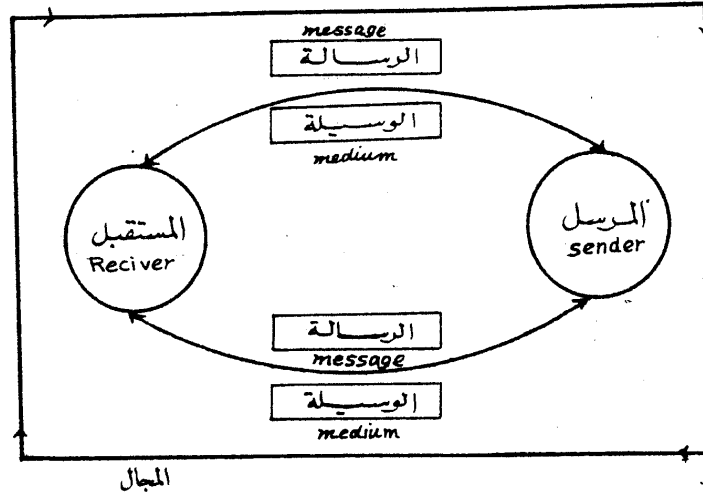 message
الرسالة
الوسيلة
medium
المرسل
sender
المستقبل
Reciver
الرسالة
message
الوسيلة
medium
المجال